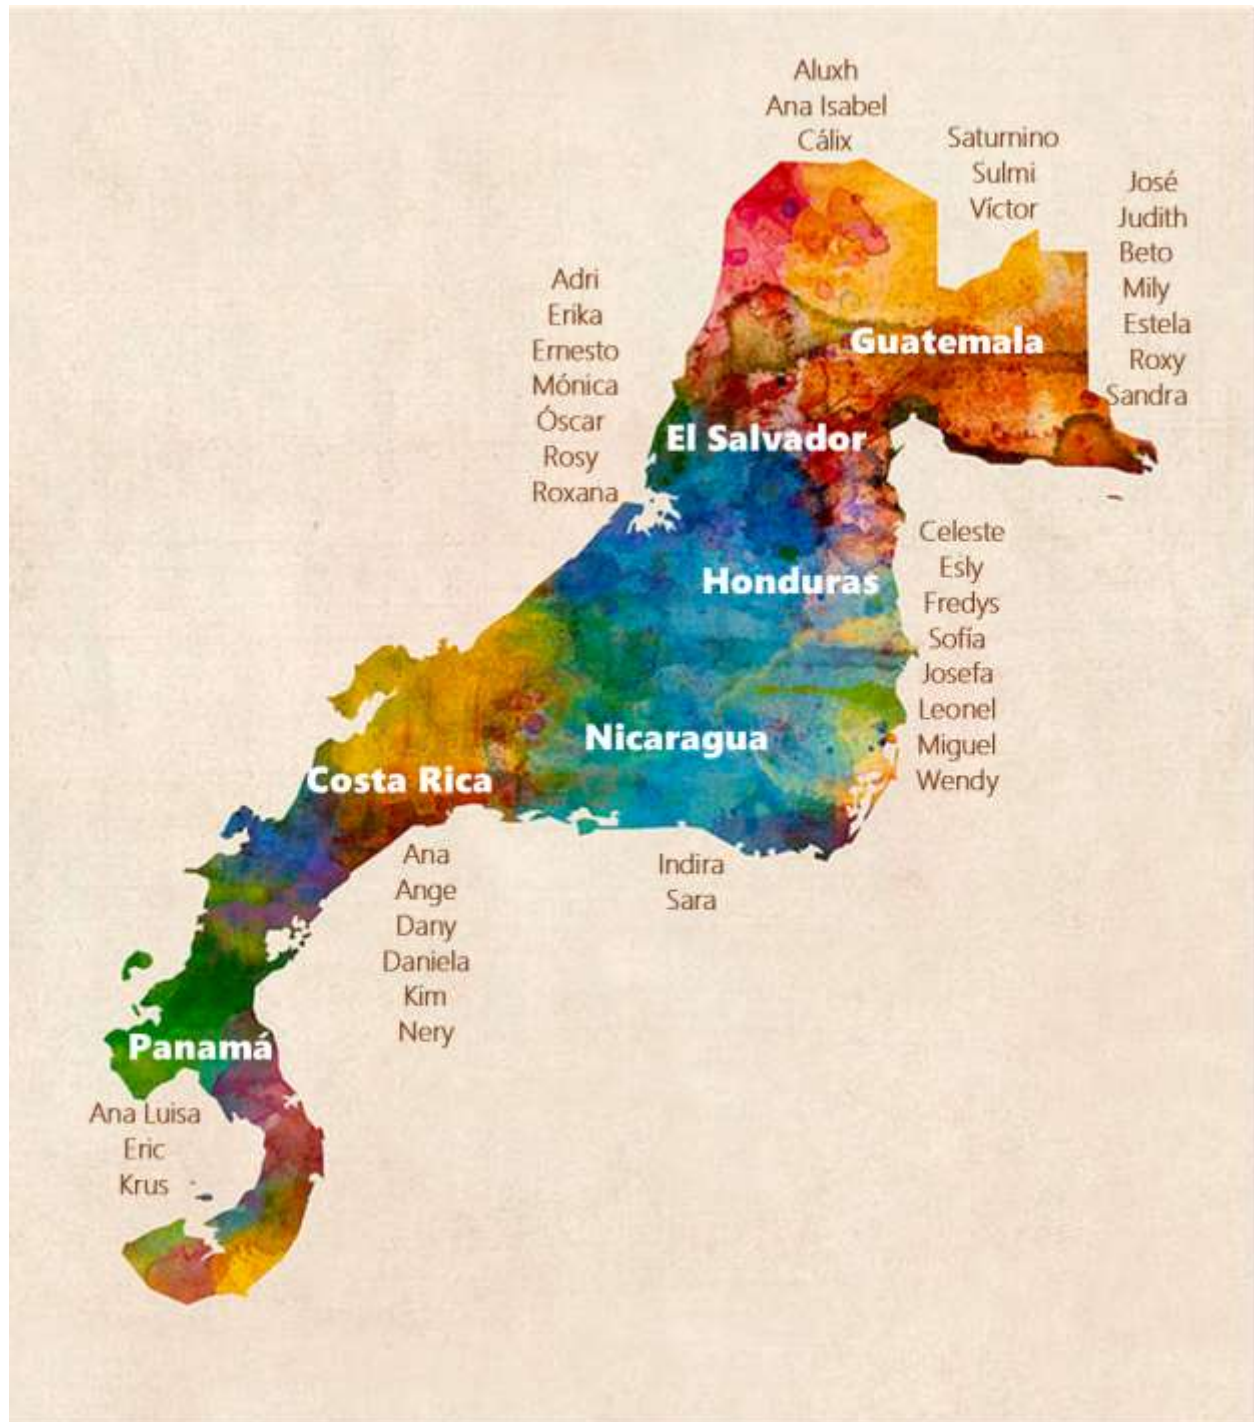 Aluxh
Ana Isabel
Cálix
Saturnino
Sulmi
Víctor
José
Judith
Beto
Mily
Estela
Roxy
Sandra
Guatemala
Adri
Erika
Ernesto
Mónica
Óscar
Rosy
Roxana
El Salvador
Celeste
Esly
Fredys
Sofía
Josefa
Leonel
Miguel
Wendy
Honduras
Nicaragua
Indira
Sara
Costa Rica
Ana
Ange
Dany
Daniela
Kim
Nery
Panamá
Ana Luisa
Eric
Krus